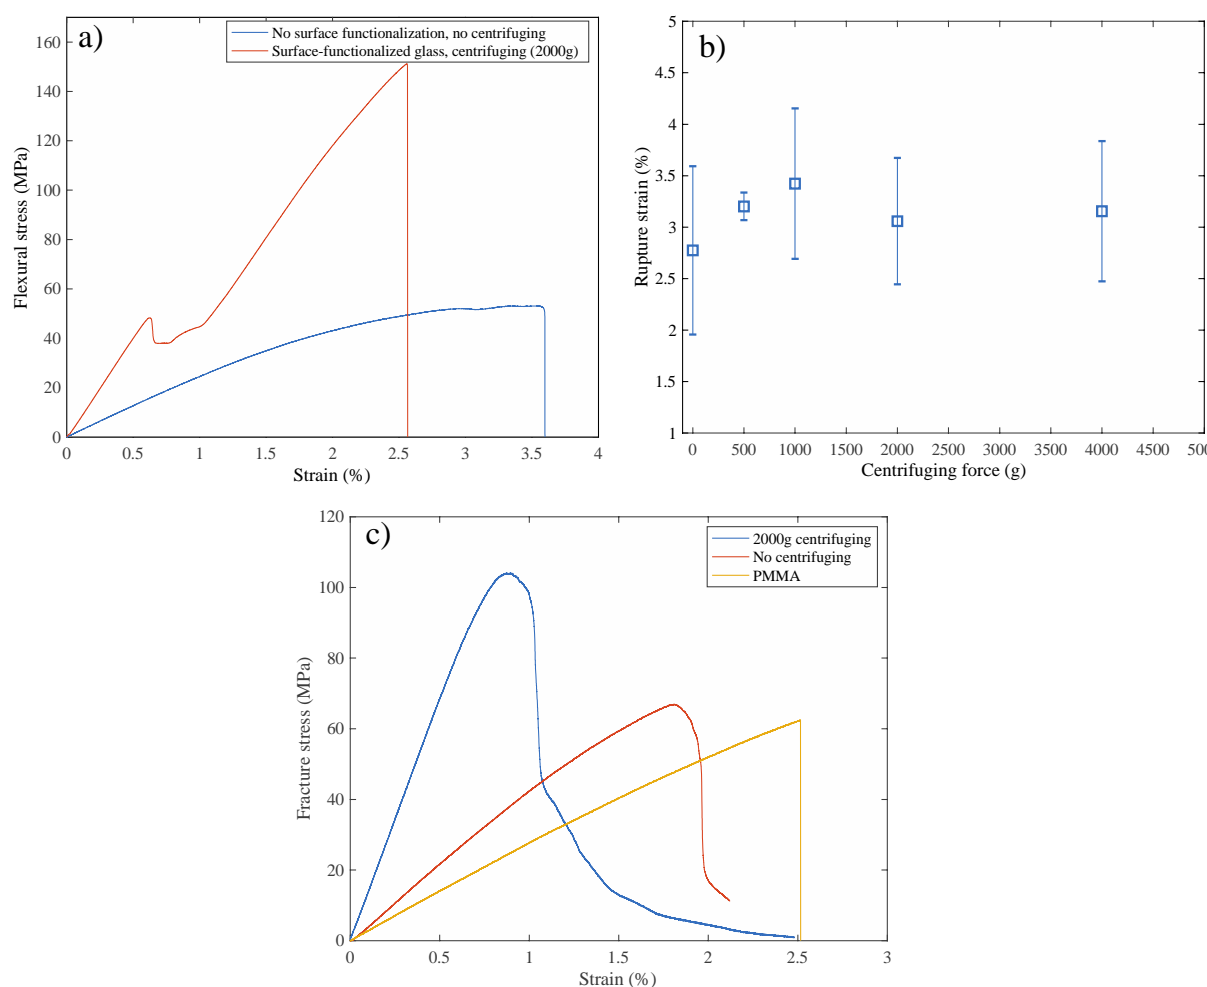 a)
No surface functionalization, no centrifuging
Surface-functionalized glass, centrifuging (2000g)
160
140
120
100
80
60
40
20
0
Flexural stress (MPa)
0 0.5 1 1.5 2 2.5 3 3.5 4
Strain (%)
b)
5
4.5
4
3.5
3
2.5
2
1.5
1
Rupture strain (%)
0 500 1000 1500 2000 2500 3000 3500 4000 4500 500
Centrifuging force (g)
c)
2000g centrifuging
No centrifuging
PMMA
120
100
80
60
40
20
0
Fracture stress (MPa)
0 0.5 1 1.5 2 2.5 3
Strain (%)